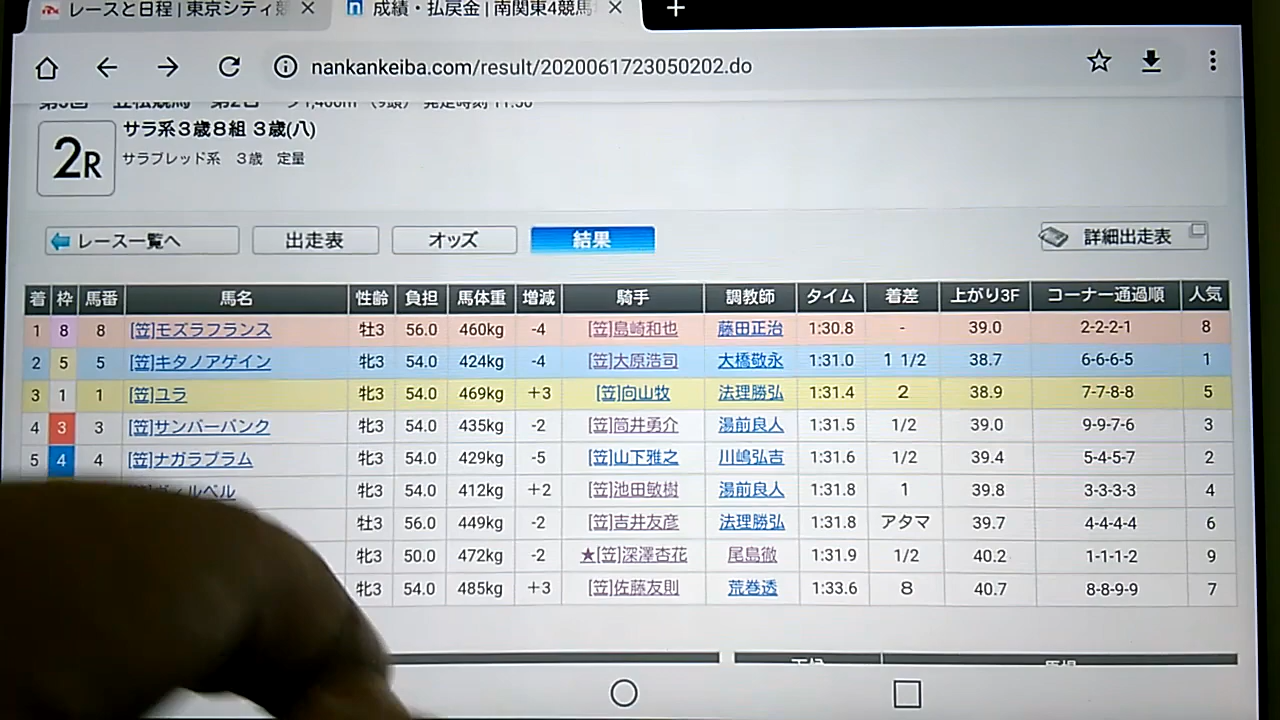 レースと日程 | 東京シティ競
成績・払戻金 | 南関東4競馬
nankankeiba.com/result/2020061723050202.do
第2日 ダ1,400m (9頭) 発走時刻 11:30
2R
サラ系3歳8組 3歳(八)
サラブレッド系 3歳 定量
レース一覧へ 出走表 オッズ 結果 詳細出走表
着 枠 馬番 馬名 性齢 負担 馬体重 増減 騎手 調教師 タイム 着差 上がり3F コーナー通過順 人気
1 8 8 [笠]モズラフランス 牡3 56.0 460kg -4 [笠]島崎和也 藤田正治 1:30.8 - 39.0 2-2-2-1 8
2 5 5 [笠]キタノアゲイン 牝3 54.0 424kg -4 [笠]大原浩司 大橋敬永 1:31.0 1 1/2 38.7 6-6-6-5 1
3 1 1 [笠]ユラ 牝3 54.0 469kg +3 [笠]向山牧 法理勝弘 1:31.4 2 38.9 7-7-8-8 5
4 3 3 [笠]サンバーバンク 牝3 54.0 435kg -2 [笠]筒井勇介 湯前良人 1:31.5 1/2 39.0 9-9-7-6 3
5 4 4 [笠]ナガラブラム 牝3 54.0 429kg -5 [笠]山下雅之 川嶋弘吉 1:31.6 1/2 39.4 5-4-5-7 2
牝3 54.0 412kg +2 [笠]池田敏樹 湯前良人 1:31.8 1 39.8 3-3-3-3 4
牡3 56.0 449kg -2 [笠]吉井友彦 法理勝弘 1:31.8 アタマ 39.7 4-4-4-4 6
牝3 50.0 472kg -2 ★[笠]深澤杏花 尾島徹 1:31.9 1/2 40.2 1-1-1-2 9
牝3 54.0 485kg +3 [笠]佐藤友則 荒巻透 1:33.6 8 40.7 8-8-9-9 7